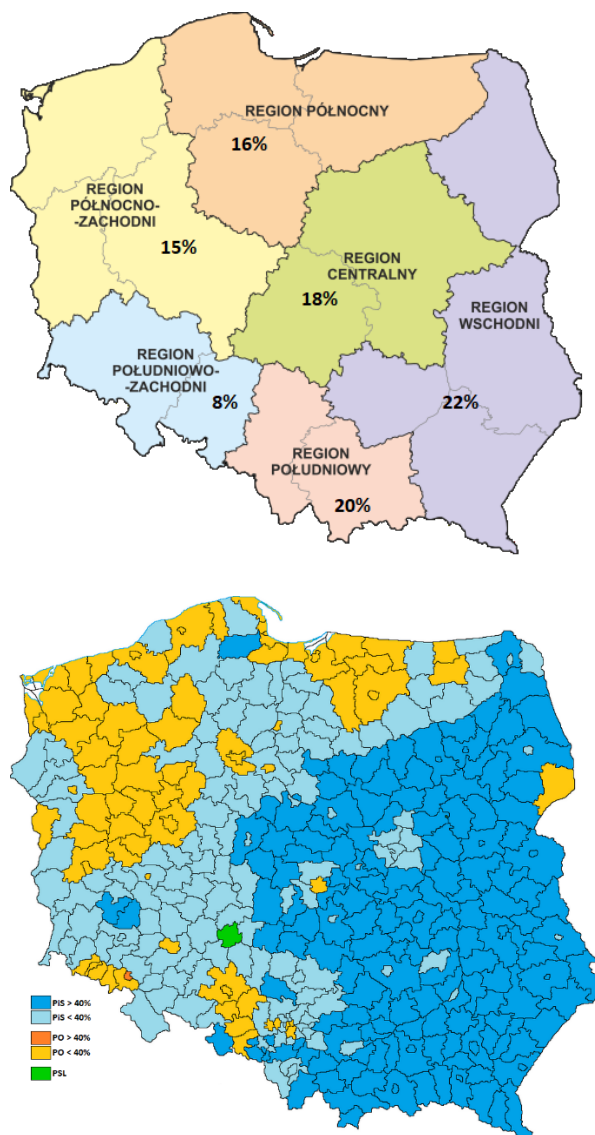 REGION PÓŁNOCNY
16%
REGION
PÓŁNOCNO-
-ZACHODNI
15%
REGION
CENTRALNY
18%
REGION
WSCHODNI
22%
REGION
POŁUDNIOWO-
-ZACHODNI
8%
REGION
POŁUDNIOWY
20%
PiS > 40%
PiS < 40%
PO > 40%
PO < 40%
PSL